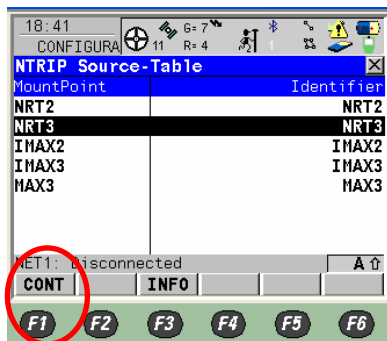 18:41 G= 7
CONFIGURA 11 R= 4 1
NTRIP Source-Table
MountPoint Identifier
NRT2 NRT2
NRT3 NRT3
IMAX2 IMAX2
IMAX3 IMAX3
MAX3 MAX3
NET1: Disconnected A
CONT INFO
F1 F2 F3 F4 F5 F6